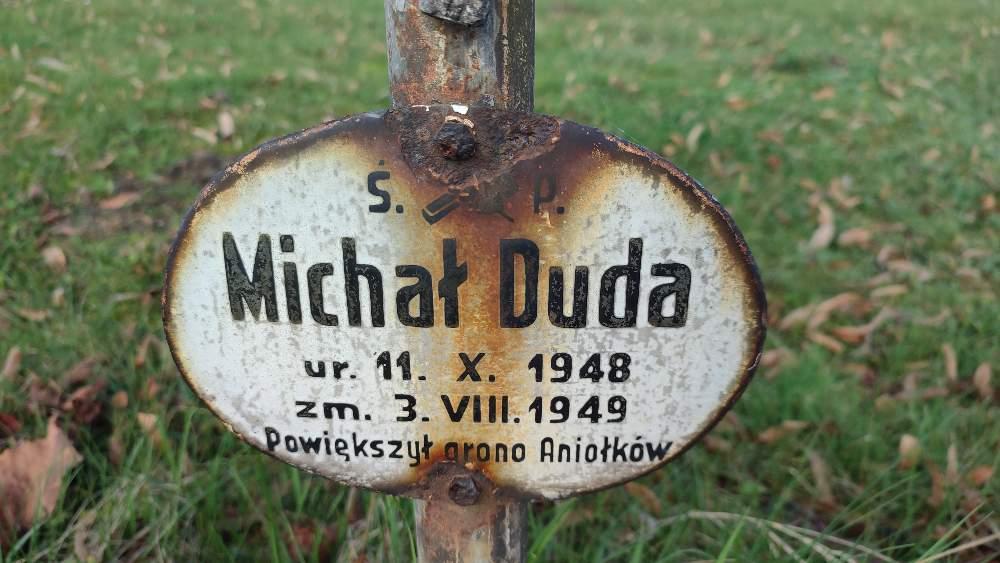 Ś. P.
Michał Duda
ur. 11. X. 1948
zm. 3. VIII. 1949
Powiększył grono Aniołków